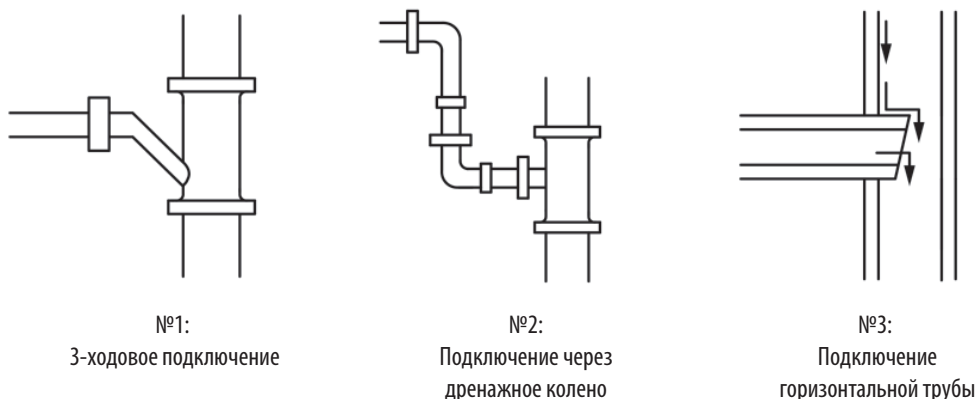 №1:
3-ходовое подключение
№2:
Подключение через
дренажное колено
№3:
Подключение
горизонтальной трубы